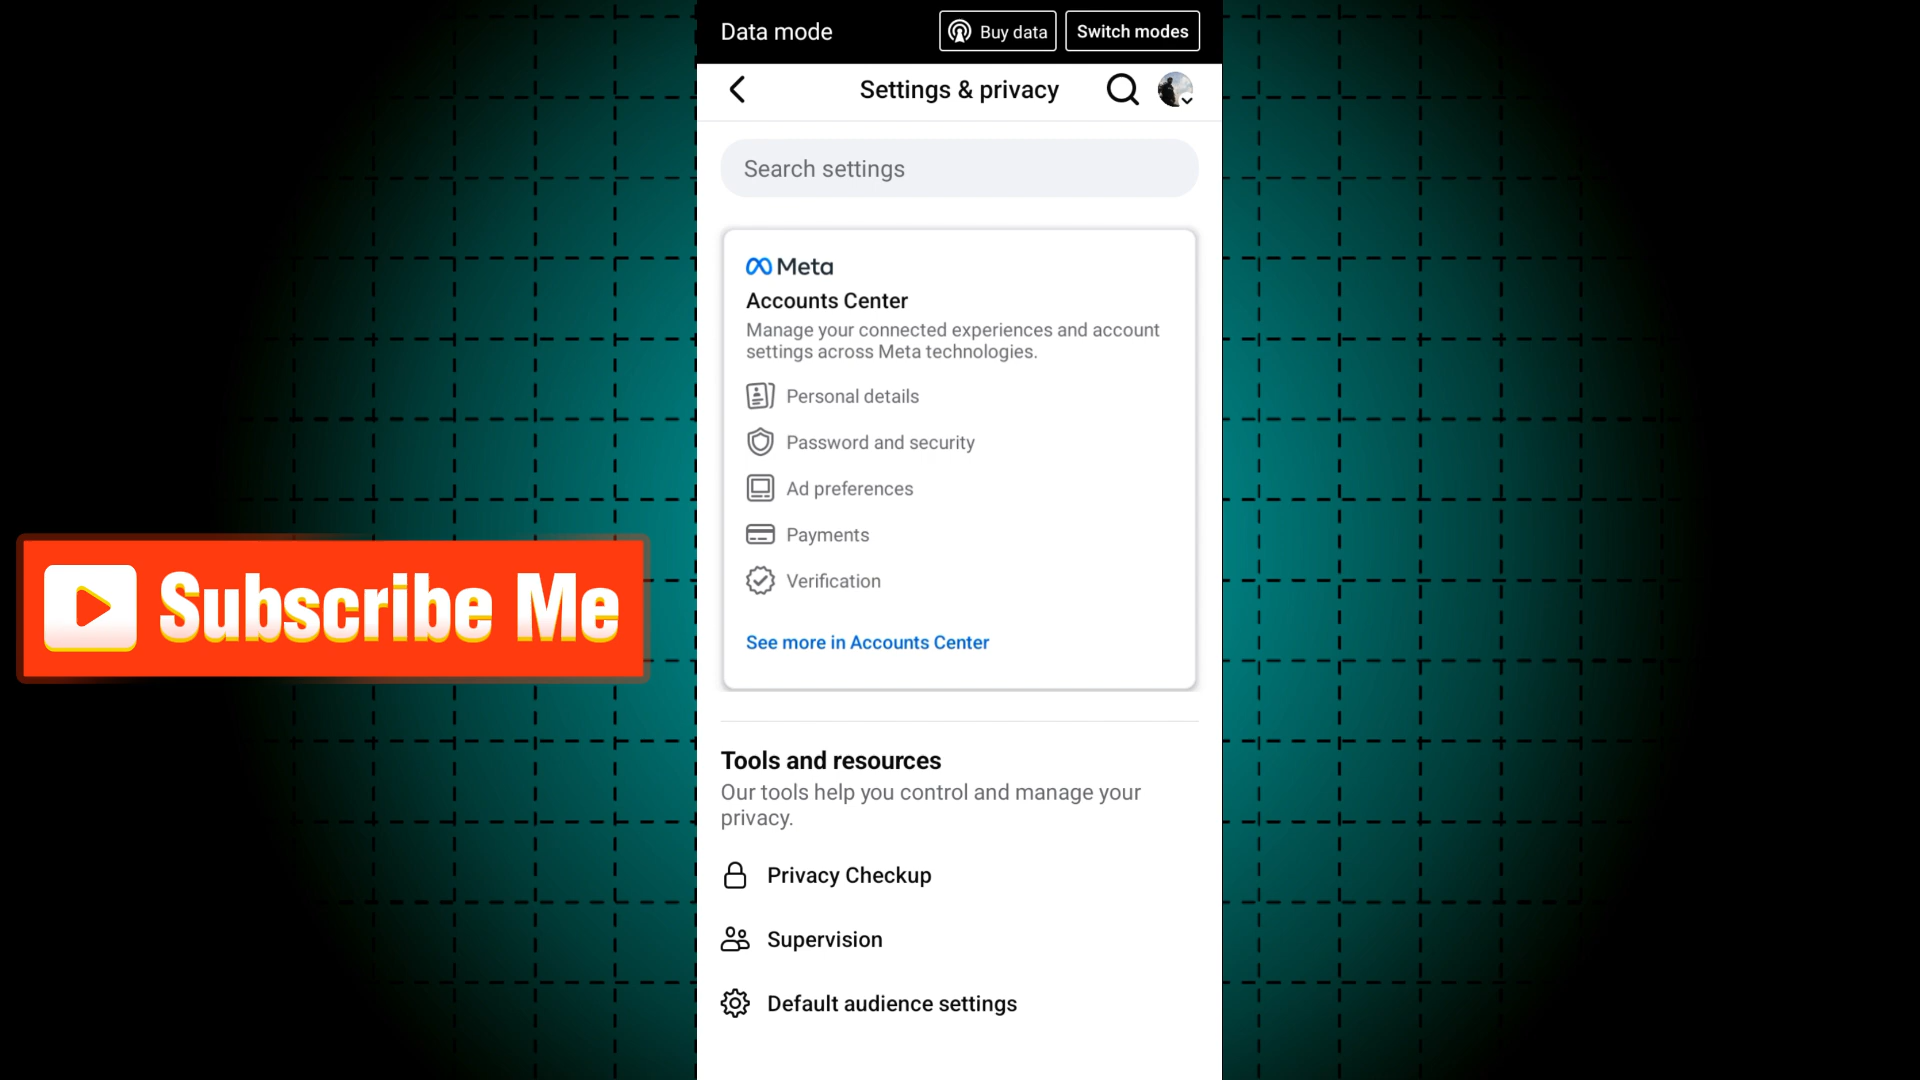 Data mode
Buy data
Switch modes
Settings & privacy
Search settings
Meta
Accounts Center
Manage your connected experiences and account
settings across Meta technologies.
Personal details
Password and security
Ad preferences
Payments
Verification
See more in Accounts Center
Subscribe Me
Tools and resources
Our tools help you control and manage your
privacy.
Privacy Checkup
Supervision
Default audience settings